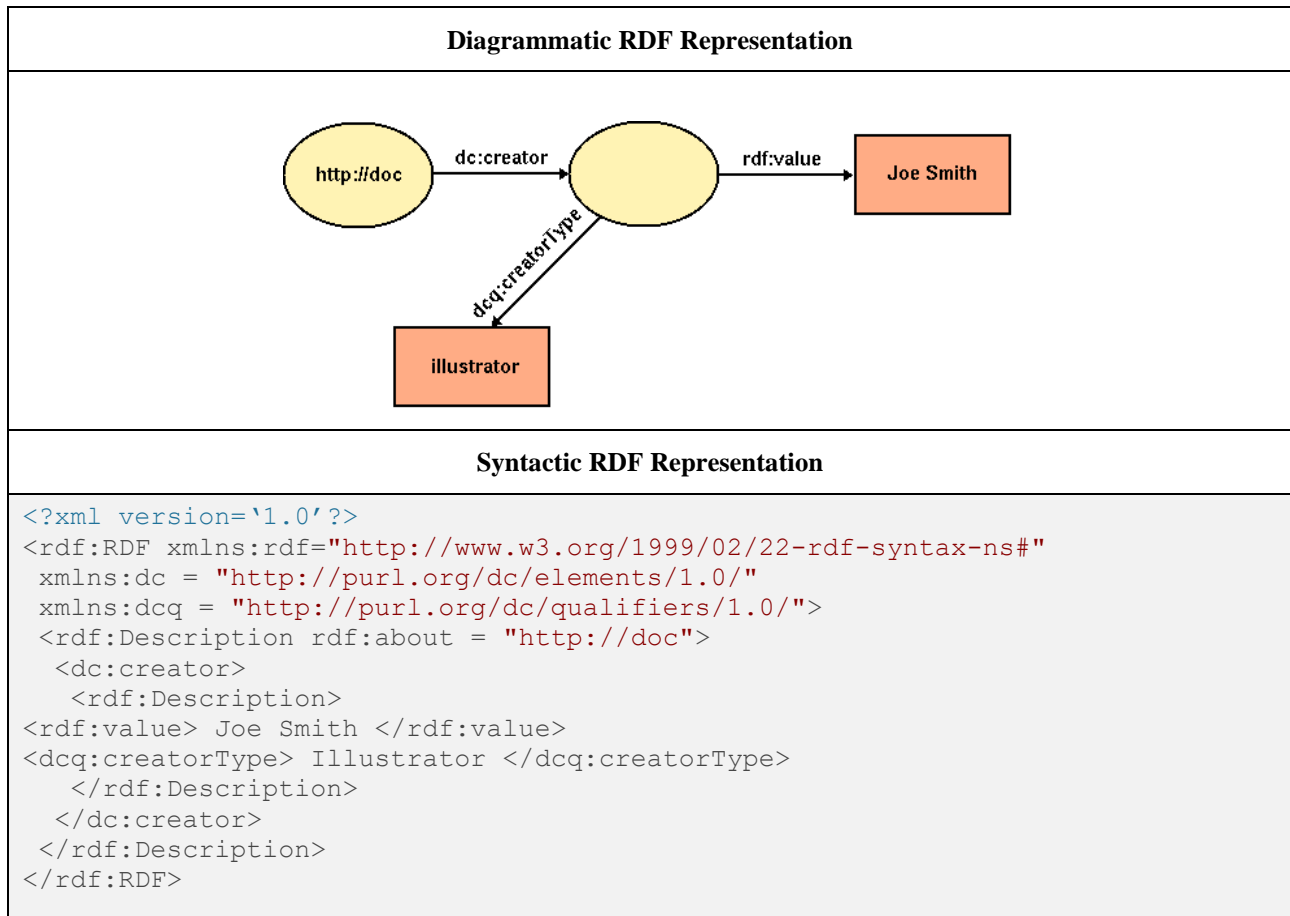 Diagrammatic RDF Representation
http://doc
dc:creator
rdf:value
Joe Smith
dcq:creatorType
illustrator
Syntactic RDF Representation
<?xml version=‘1.0’?>
<rdf:RDF xmlns:rdf="http://www.w3.org/1999/02/22-rdf-syntax-ns#"
 xmlns:dc = "http://purl.org/dc/elements/1.0/"
 xmlns:dcq = "http://purl.org/dc/qualifiers/1.0/">
 <rdf:Description rdf:about = "http://doc">
  <dc:creator>
   <rdf:Description>
<rdf:value> Joe Smith </rdf:value>
<dcq:creatorType> Illustrator </dcq:creatorType>
   </rdf:Description>
  </dc:creator>
 </rdf:Description>
</rdf:RDF>